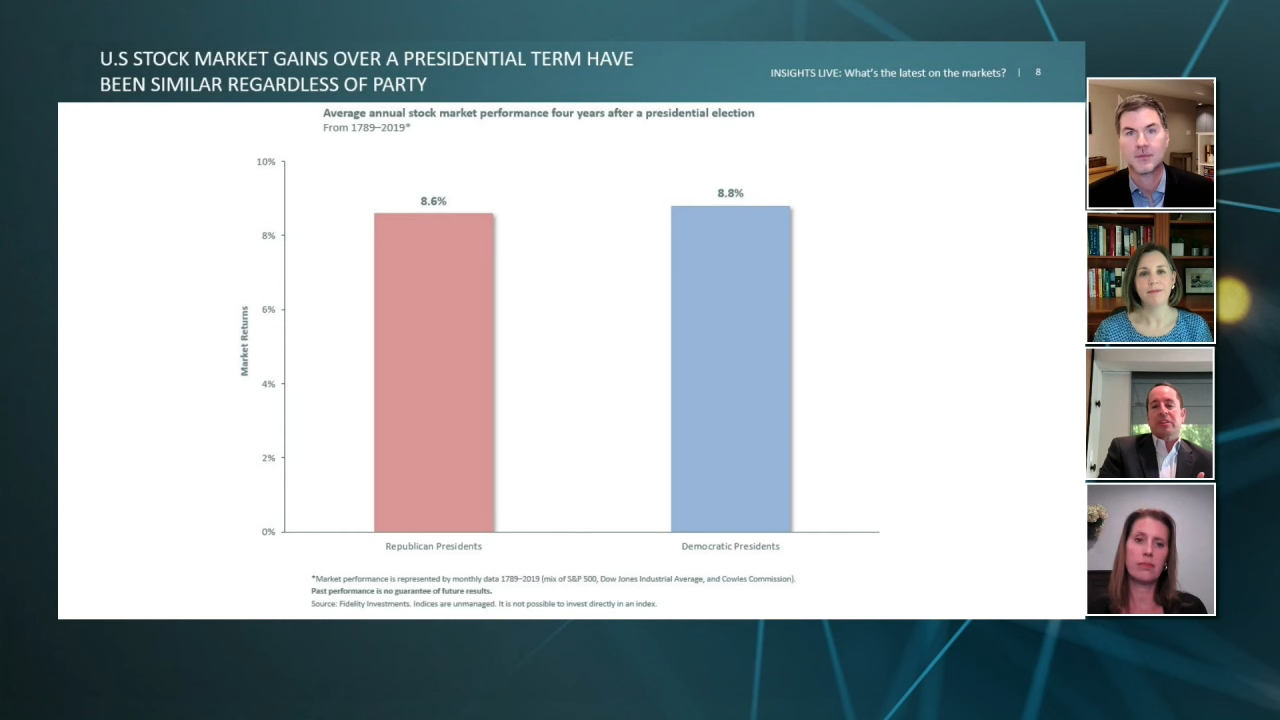 U.S STOCK MARKET GAINS OVER A PRESIDENTIAL TERM HAVE
BEEN SIMILAR REGARDLESS OF PARTY
INSIGHTS LIVE: What's the latest on the markets? | 8
Average annual stock market performance four years after a presidential election
From 1789–2019*
10%
8%
6%
4%
2%
0%
Market Returns
8.6%
8.8%
Republican Presidents
Democratic Presidents
*Market performance is represented by monthly data 1789–2019 (mix of S&P 500, Dow Jones Industrial Average, and Cowles Commission).
Past performance is no guarantee of future results.
Source: Fidelity Investments. Indices are unmanaged. It is not possible to invest directly in an index.